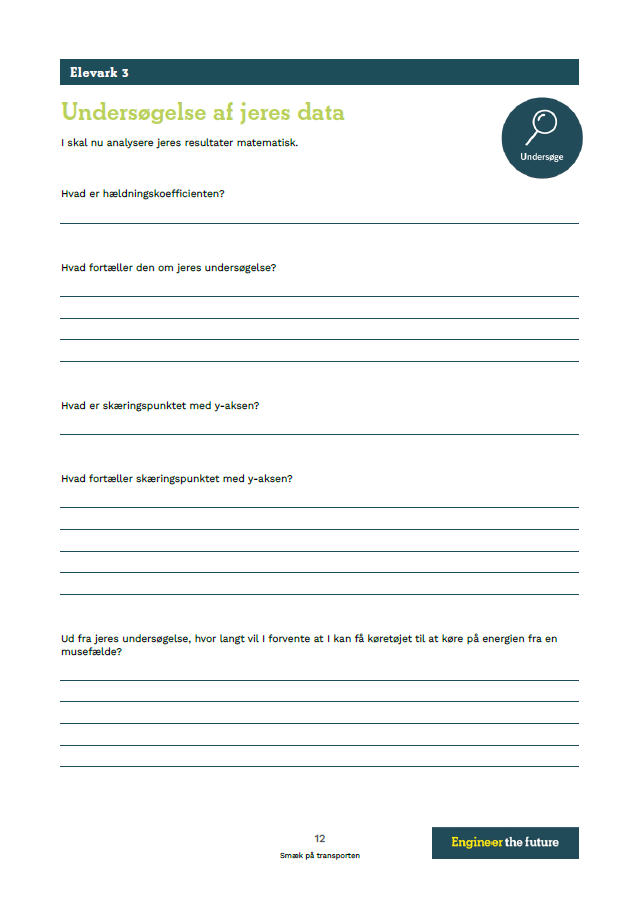 Elevark 3
Undersøgelse af jeres data
I skal nu analysere jeres resultater matematisk.
Undersøge
Hvad er hældningskoefficienten?
Hvad fortæller den om jeres undersøgelse?
Hvad er skæringspunktet med y-aksen?
Hvad fortæller skæringspunktet med y-aksen?
Ud fra jeres undersøgelse, hvor langt vil I forvente at I kan få køretøjet til at køre på energien fra en
musefælde?
12
Smæk på transporten
Engineer the future